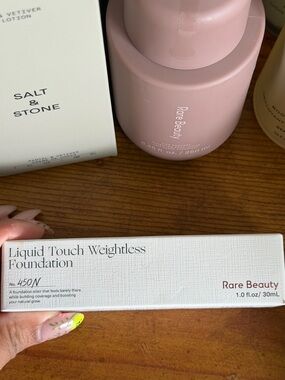 & VETIVER
LOTION
SALT
&
STONE
Rare Beauty
Liquid Touch Weightless
Foundation
No. 450N
A foundation elixir that feels barely there
while building coverage and boosting
your natural glow.
Rare Beauty
1.0 fl.oz/ 30mL